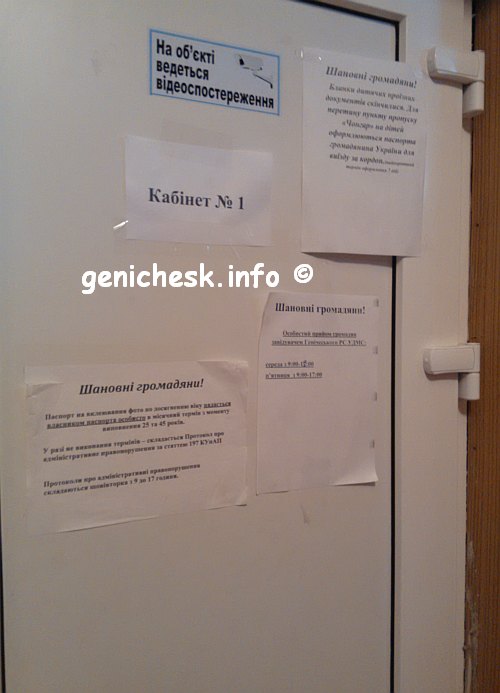 На об'єкті
ведеться
відеоспостереження
Шановні громадяни!
Бланки дитячих проїзних
документів скінчилися. Для
перетину пункту пропуску
«Чонгар» на дітей
оформлюються паспорта
громадянина України для
виїзду за кордон.
Кабінет № 1
genichesk.info ©
Шановні громадяни!
Особистий прийом громадян
завідувачем Генічеського РС УДМС:
середа з 9:00-12:00
п'ятниця з 9:00-17:00
Шановні громадяни!
Паспорт на вклеювання фото по досягненню віку надається
власником паспорта особисто в місячний термін з моменту
виповнення 25 та 45 років.
У разі не виконання термінів – складається Протокол про
адміністративне правопорушення за статтею 197 КУпАП
Протоколи про адміністративні правопорушення
складяються щовівторка з 9 до 17 години.